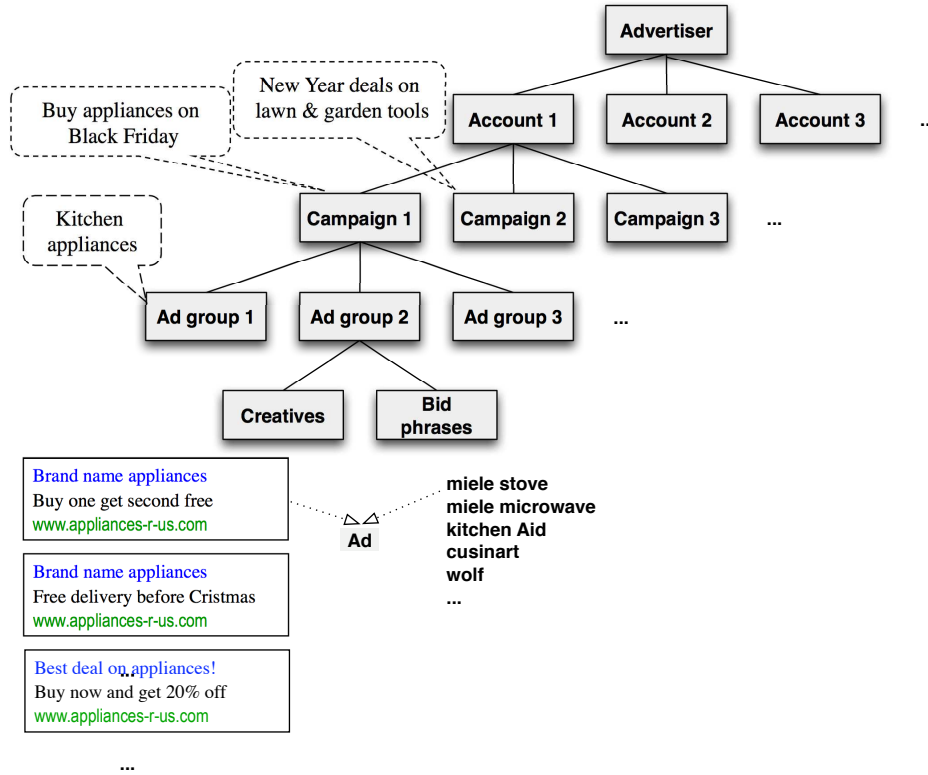 Advertiser
New Year deals on
lawn & garden tools
Buy appliances on
Black Friday
Account 1
Account 2
Account 3
...
Kitchen
appliances
Campaign 1
Campaign 2
Campaign 3
...
Ad group 1
Ad group 2
Ad group 3
...
Creatives
Bid
phrases
Brand name appliances
Buy one get second free
www.appliances-r-us.com
Ad
miele stove
miele microwave
kitchen Aid
cusinart
wolf
...
Brand name appliances
Free delivery before Cristmas
www.appliances-r-us.com
...
Best deal on appliances!
Buy now and get 20% off
www.appliances-r-us.com
...